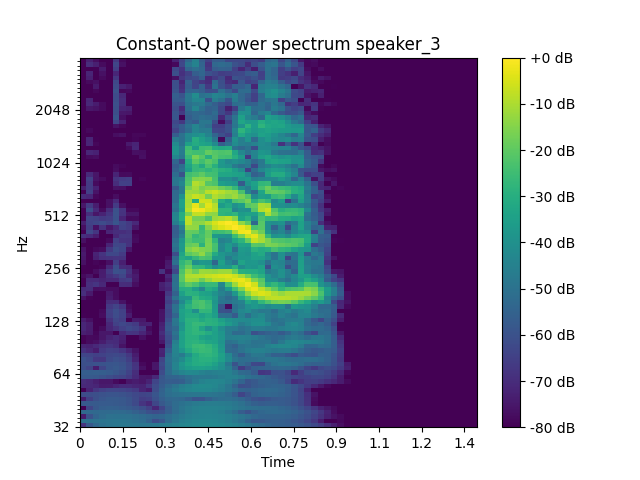 Constant-Q power spectrum speaker_3
Hz
2048
1024
512
256
128
64
32
0 0.15 0.3 0.45 0.6 0.75 0.9 1.1 1.2 1.4
Time
+0 dB
-10 dB
-20 dB
-30 dB
-40 dB
-50 dB
-60 dB
-70 dB
-80 dB